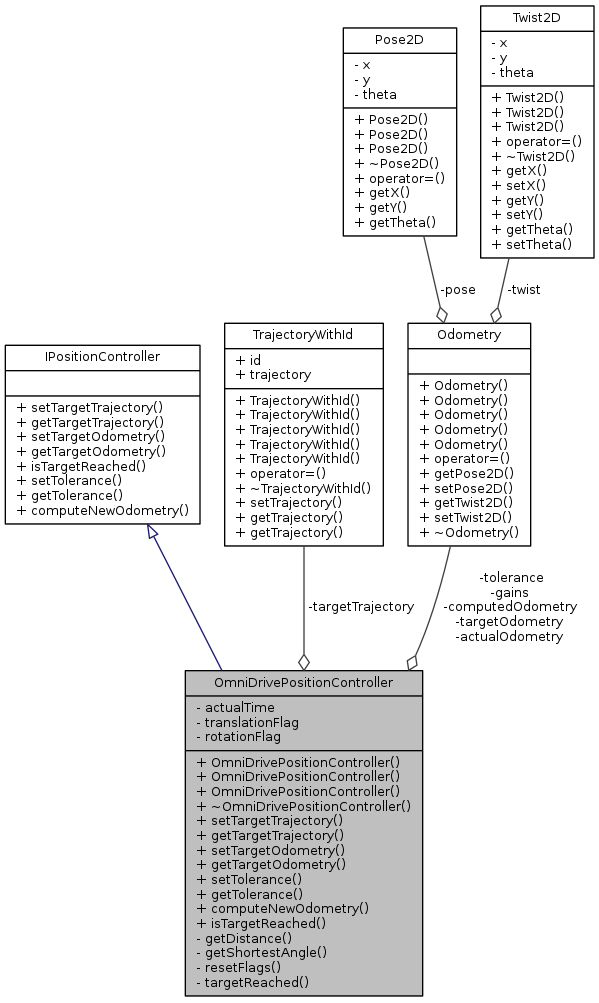 Pose2D
- x
- y
- theta
+ Pose2D()
+ Pose2D()
+ Pose2D()
+ ~Pose2D()
+ operator=()
+ getX()
+ getY()
+ getTheta()
Twist2D
- x
- y
- theta
+ Twist2D()
+ Twist2D()
+ Twist2D()
+ operator=()
+ ~Twist2D()
+ getX()
+ setX()
+ getY()
+ setY()
+ getTheta()
+ setTheta()
-pose
-twist
IPositionController
+ setTargetTrajectory()
+ getTargetTrajectory()
+ setTargetOdometry()
+ getTargetOdometry()
+ isTargetReached()
+ setTolerance()
+ getTolerance()
+ computeNewOdometry()
TrajectoryWithId
+ id
+ trajectory
+ TrajectoryWithId()
+ TrajectoryWithId()
+ TrajectoryWithId()
+ TrajectoryWithId()
+ TrajectoryWithId()
+ operator=()
+ ~TrajectoryWithId()
+ setTrajectory()
+ getTrajectory()
+ getTrajectory()
Odometry
+ Odometry()
+ Odometry()
+ Odometry()
+ Odometry()
+ Odometry()
+ operator=()
+ getPose2D()
+ setPose2D()
+ getTwist2D()
+ setTwist2D()
+ ~Odometry()
-targetTrajectory
-tolerance
-gains
-computedOdometry
-targetOdometry
-actualOdometry
OmniDrivePositionController
- actualTime
- translationFlag
- rotationFlag
+ OmniDrivePositionController()
+ OmniDrivePositionController()
+ OmniDrivePositionController()
+ ~OmniDrivePositionController()
+ setTargetTrajectory()
+ getTargetTrajectory()
+ setTargetOdometry()
+ getTargetOdometry()
+ setTolerance()
+ getTolerance()
+ computeNewOdometry()
+ isTargetReached()
- getDistance()
- getShortestAngle()
- resetFlags()
- targetReached()